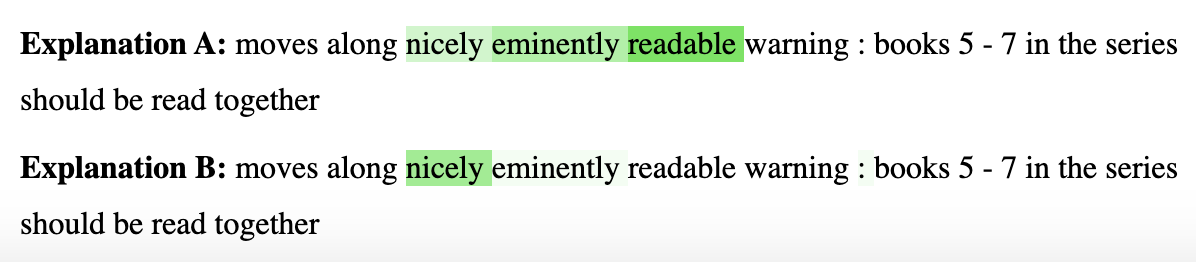 Explanation A: moves along nicely eminently readable warning : books 5 - 7 in the series
should be read together
Explanation B: moves along nicely eminently readable warning : books 5 - 7 in the series
should be read together